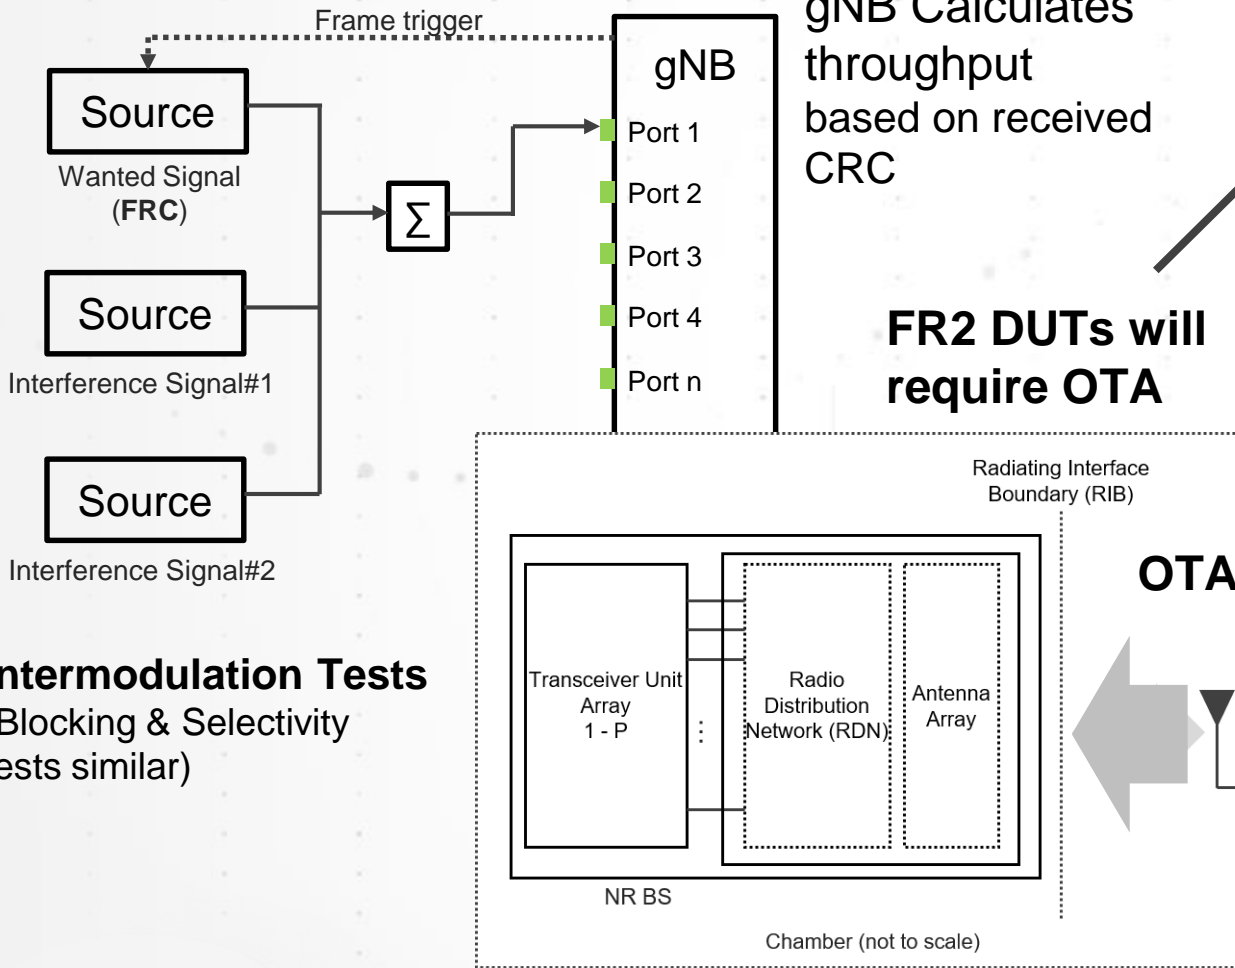 Frame trigger
gNB Calculates
throughput
based on received
CRC
gNB
Source
Wanted Signal
(FRC)
Port 1
Port 2
Port 3
Port 4
Port n
∑
Source
Interference Signal#1
Source
Interference Signal#2
FR2 DUTs will
require OTA
ntermodulation Tests
Blocking & Selectivity
ests similar)
Radiating Interface
Boundary (RIB)
OTA
Transceiver Unit
Array
1 - P
Radio
Distribution
Network (RDN)
Antenna
Array
NR BS
Chamber (not to scale)